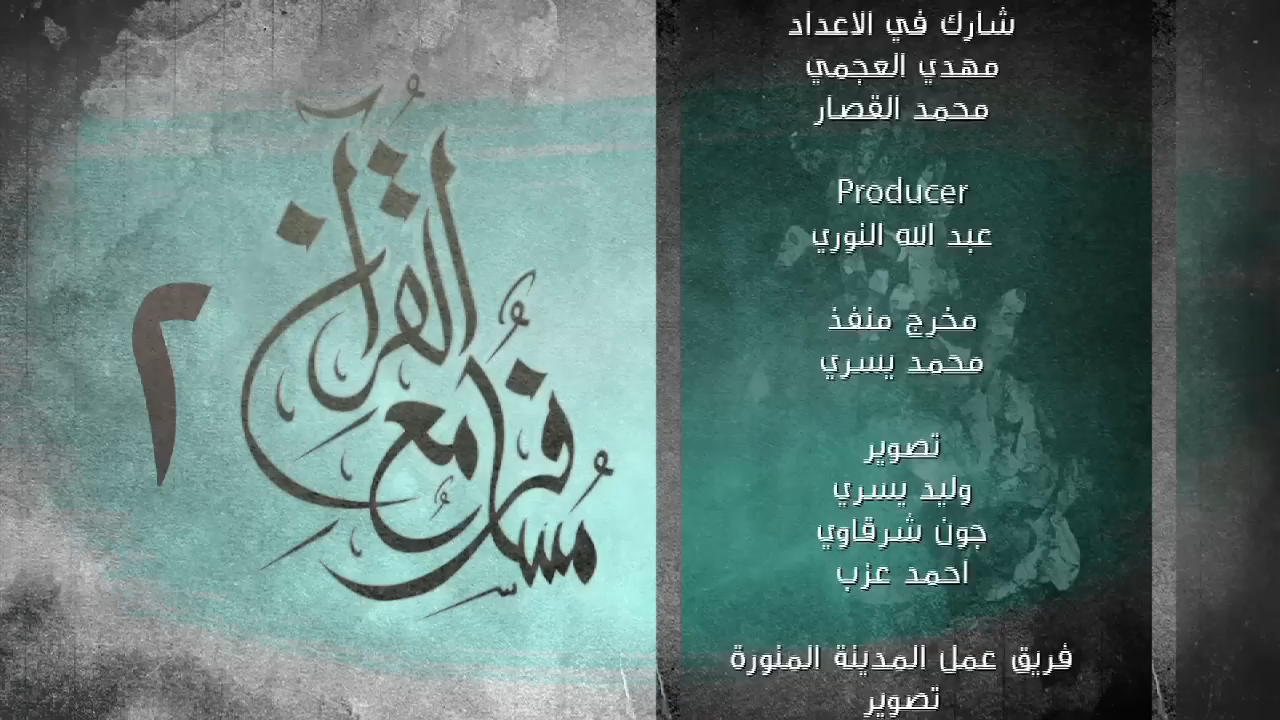 مسافر مع القرآن
٢
شارك في الاعداد
مهدي العجمي
محمد القصار
Producer
عبد الله النوري
مخرج منفذ
محمد يسري
تصوير
وليد يسري
جون شرقاوي
احمد عزب
فريق عمل المدينة المنورة
تصوير